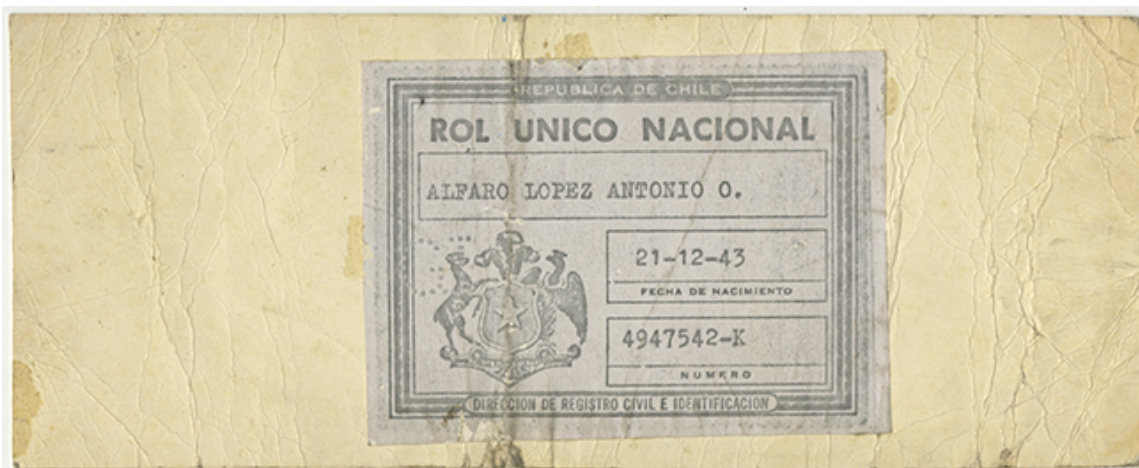 REPUBLICA DE CHILE
ROL UNICO NACIONAL
ALFARO LOPEZ ANTONIO O.
21-12-43
FECHA DE NACIMIENTO
4947542-K
NUMERO
DIRECCION DE REGISTRO CIVIL E IDENTIFICACION